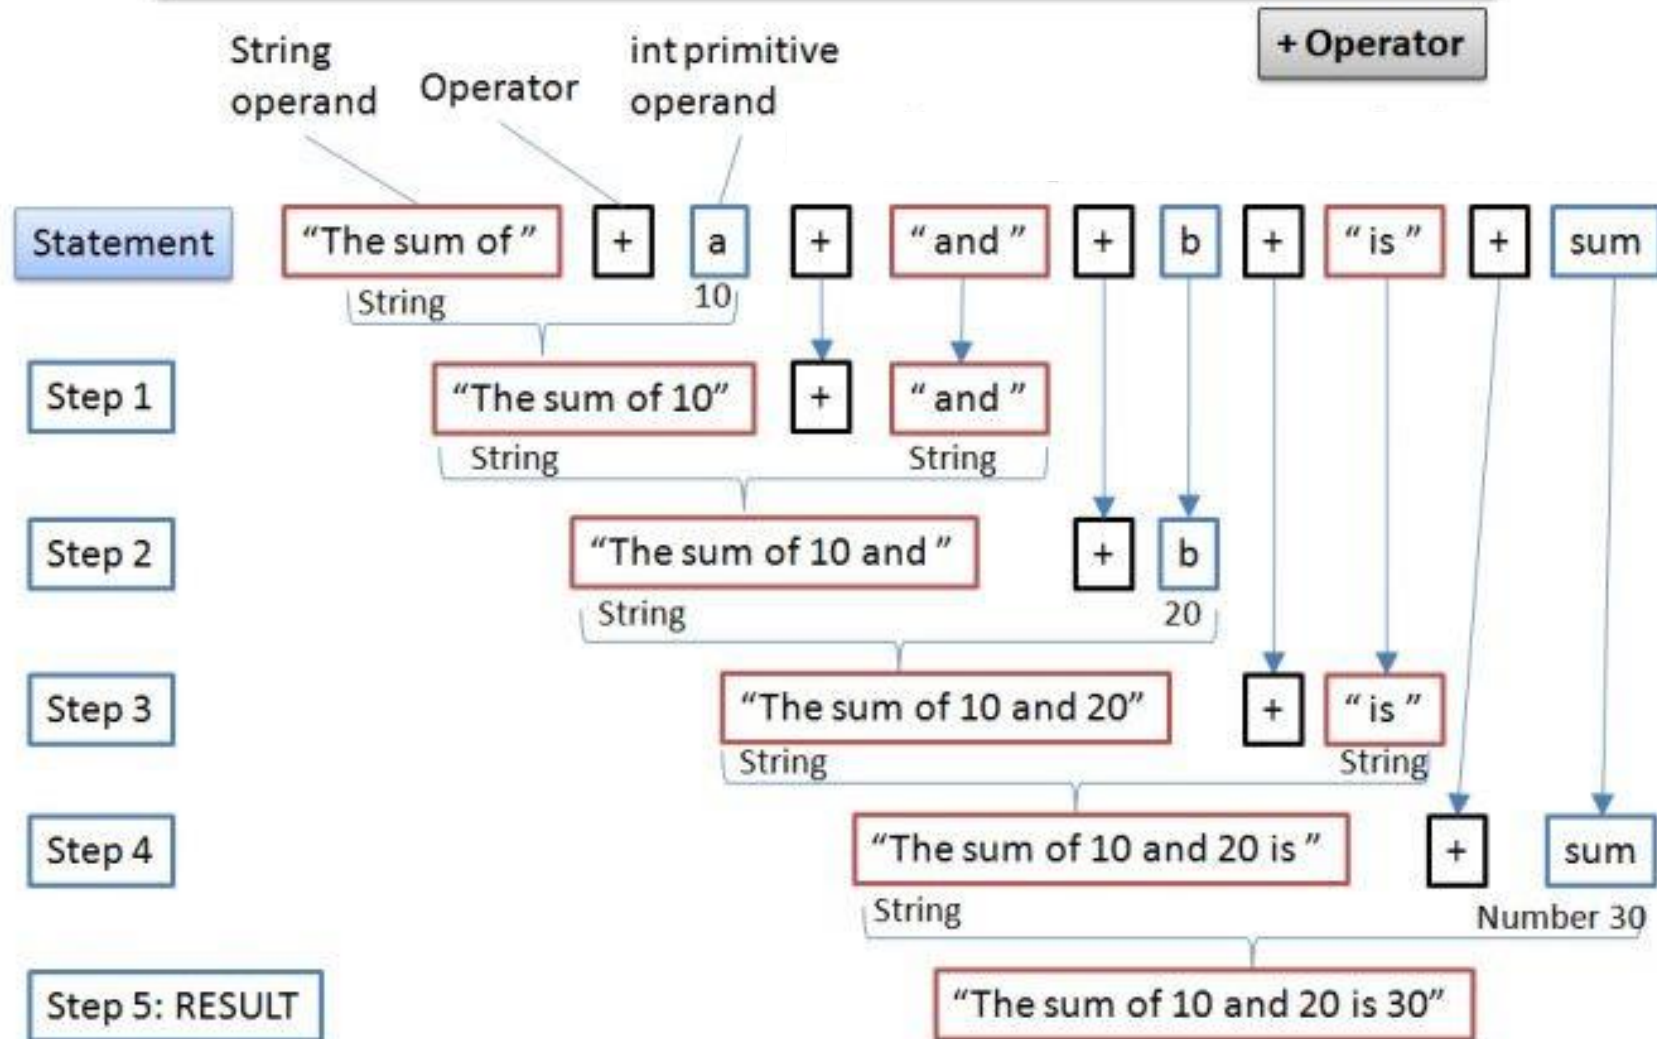 + Operator
String
operand
Operator
int primitive
operand
Statement
“The sum of ”
+
a
+
“ and ”
+
b
+
“ is ”
+
sum
String
10
Step 1
“The sum of 10”
+
“ and ”
String
String
Step 2
“The sum of 10 and ”
+
b
String
20
Step 3
“The sum of 10 and 20”
+
“ is ”
String
String
Step 4
“The sum of 10 and 20 is ”
+
sum
String
Number 30
Step 5: RESULT
“The sum of 10 and 20 is 30”